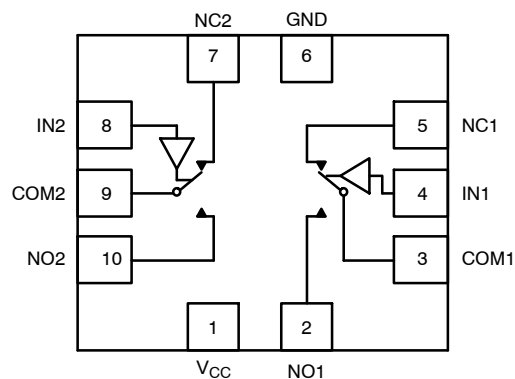 NC2 GND
7 6
IN2 8 5 NC1
COM2 9 4 IN1
NO2 10 3 COM1
1 2
VCC NO1